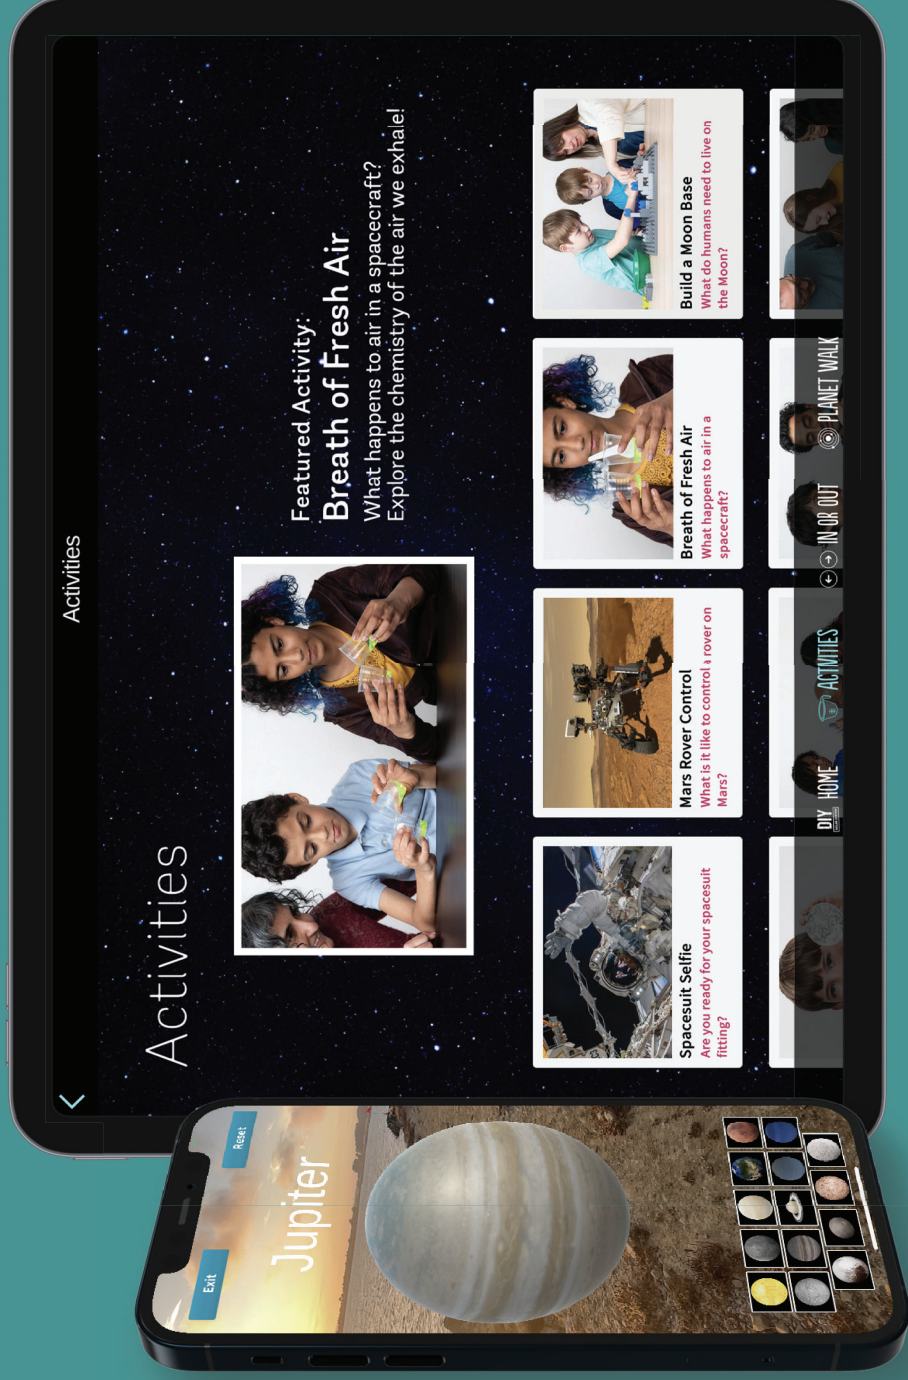 Activities
Activities
Featured Activity:
Breath of Fresh Air
What happens to air in a spacecraft?
Explore the chemistry of the air we exhale!
Spacesuit Selfie
Are you ready for your spacesuit
fitting?
Mars Rover Control
What is it like to control a rover on
Mars?
Breath of Fresh Air
What happens to air in a
spacecraft?
Build a Moon Base
What do humans need to live on
the Moon?
DIY HOME
ACTIVITIES
IN OR OUT
PLANET WALK
Exit
Reset
Jupiter